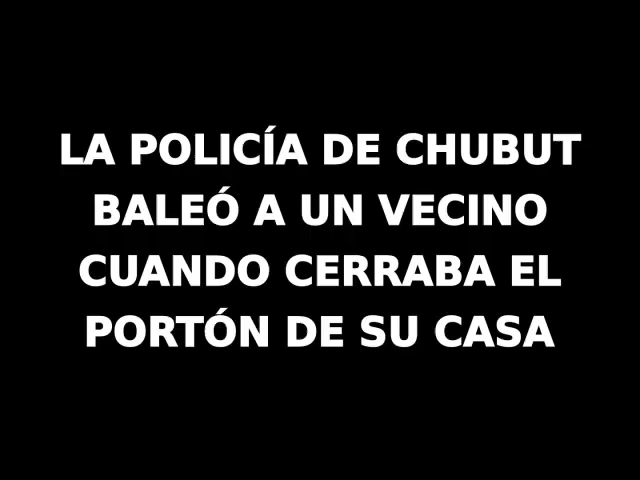 LA POLICÍA DE CHUBUT
BALEÓ A UN VECINO
CUANDO CERRABA EL
PORTÓN DE SU CASA